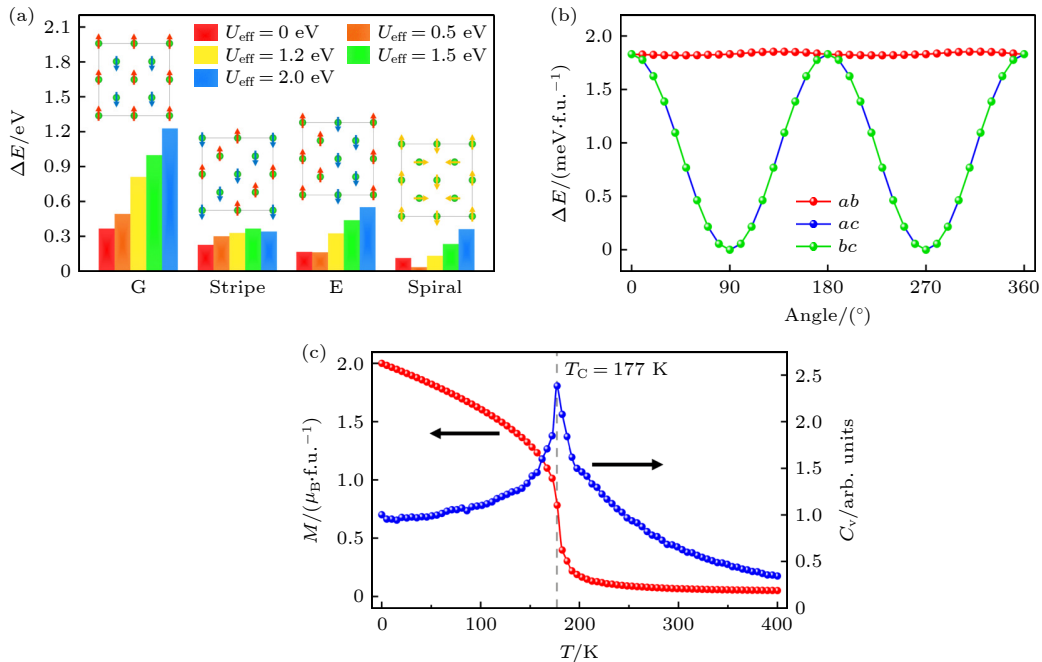 (a)
2.1
1.8
1.5
1.2
0.9
0.6
0.3
0
ΔE/eV
U_eff = 0 eV
U_eff = 0.5 eV
U_eff = 1.2 eV
U_eff = 1.5 eV
U_eff = 2.0 eV
G Stripe E Spiral
(b)
2.0
1.5
1.0
0.5
0
ΔE/(meV·f.u.⁻¹)
ab
ac
bc
0 90 180 270 360
Angle/(°)
(c)
2.0
1.5
1.0
0.5
0
M/(μ_B·f.u.⁻¹)
T_C = 177 K
2.5
2.0
1.5
1.0
0.5
0
C_v/arb. units
0 100 200 300 400
T/K